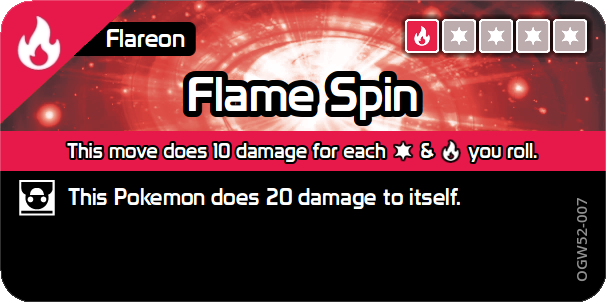 Flareon
Flame Spin
This move does 10 damage for each & you roll.
This Pokemon does 20 damage to itself.
OGW52-007